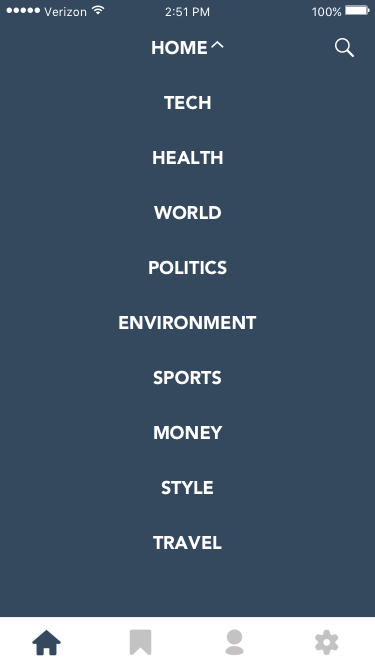 Verizon 2:51 PM 100%
HOME
TECH
HEALTH
WORLD
POLITICS
ENVIRONMENT
SPORTS
MONEY
STYLE
TRAVEL